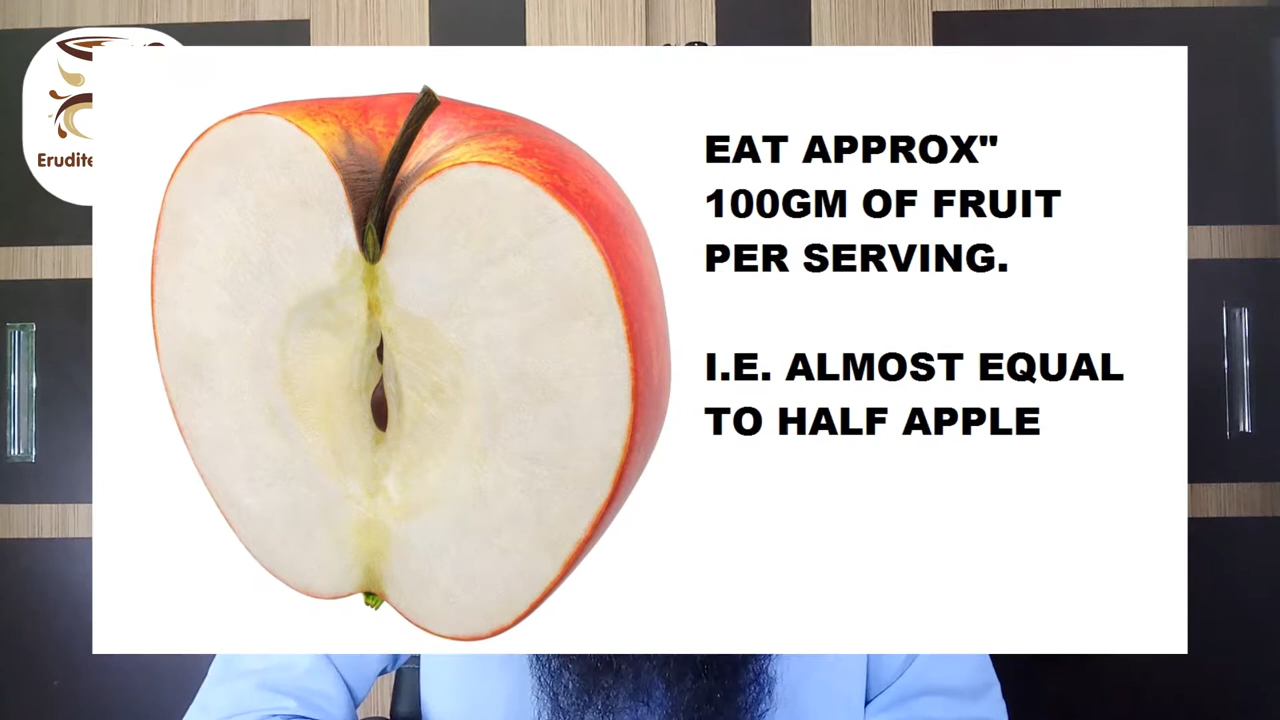 Erudite
EAT APPROX"
100GM OF FRUIT
PER SERVING.
I.E. ALMOST EQUAL
TO HALF APPLE